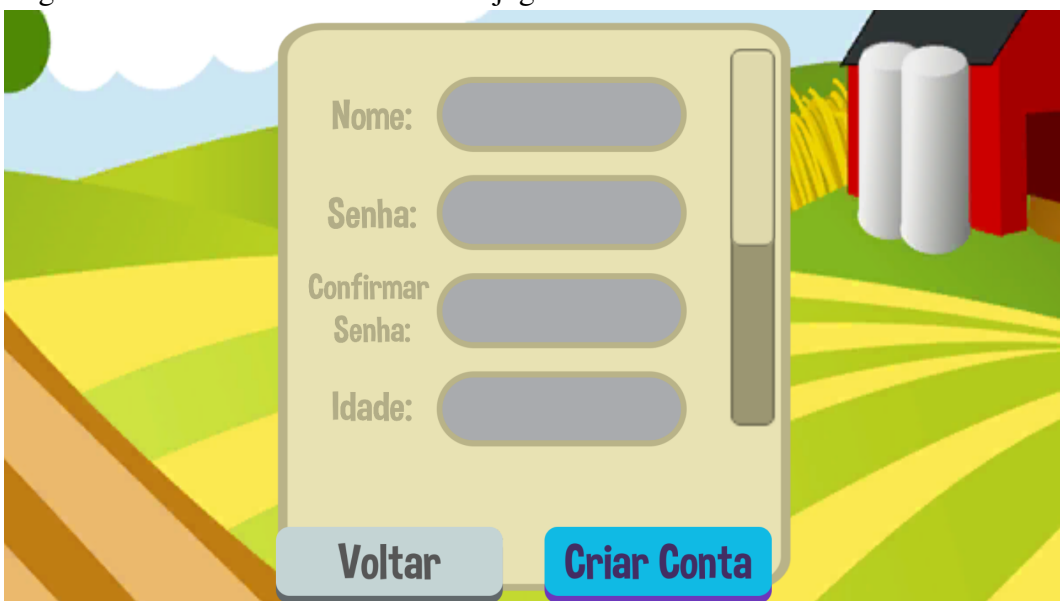 Nome:
Senha:
Confirmar
Senha:
Idade:
Voltar
Criar Conta